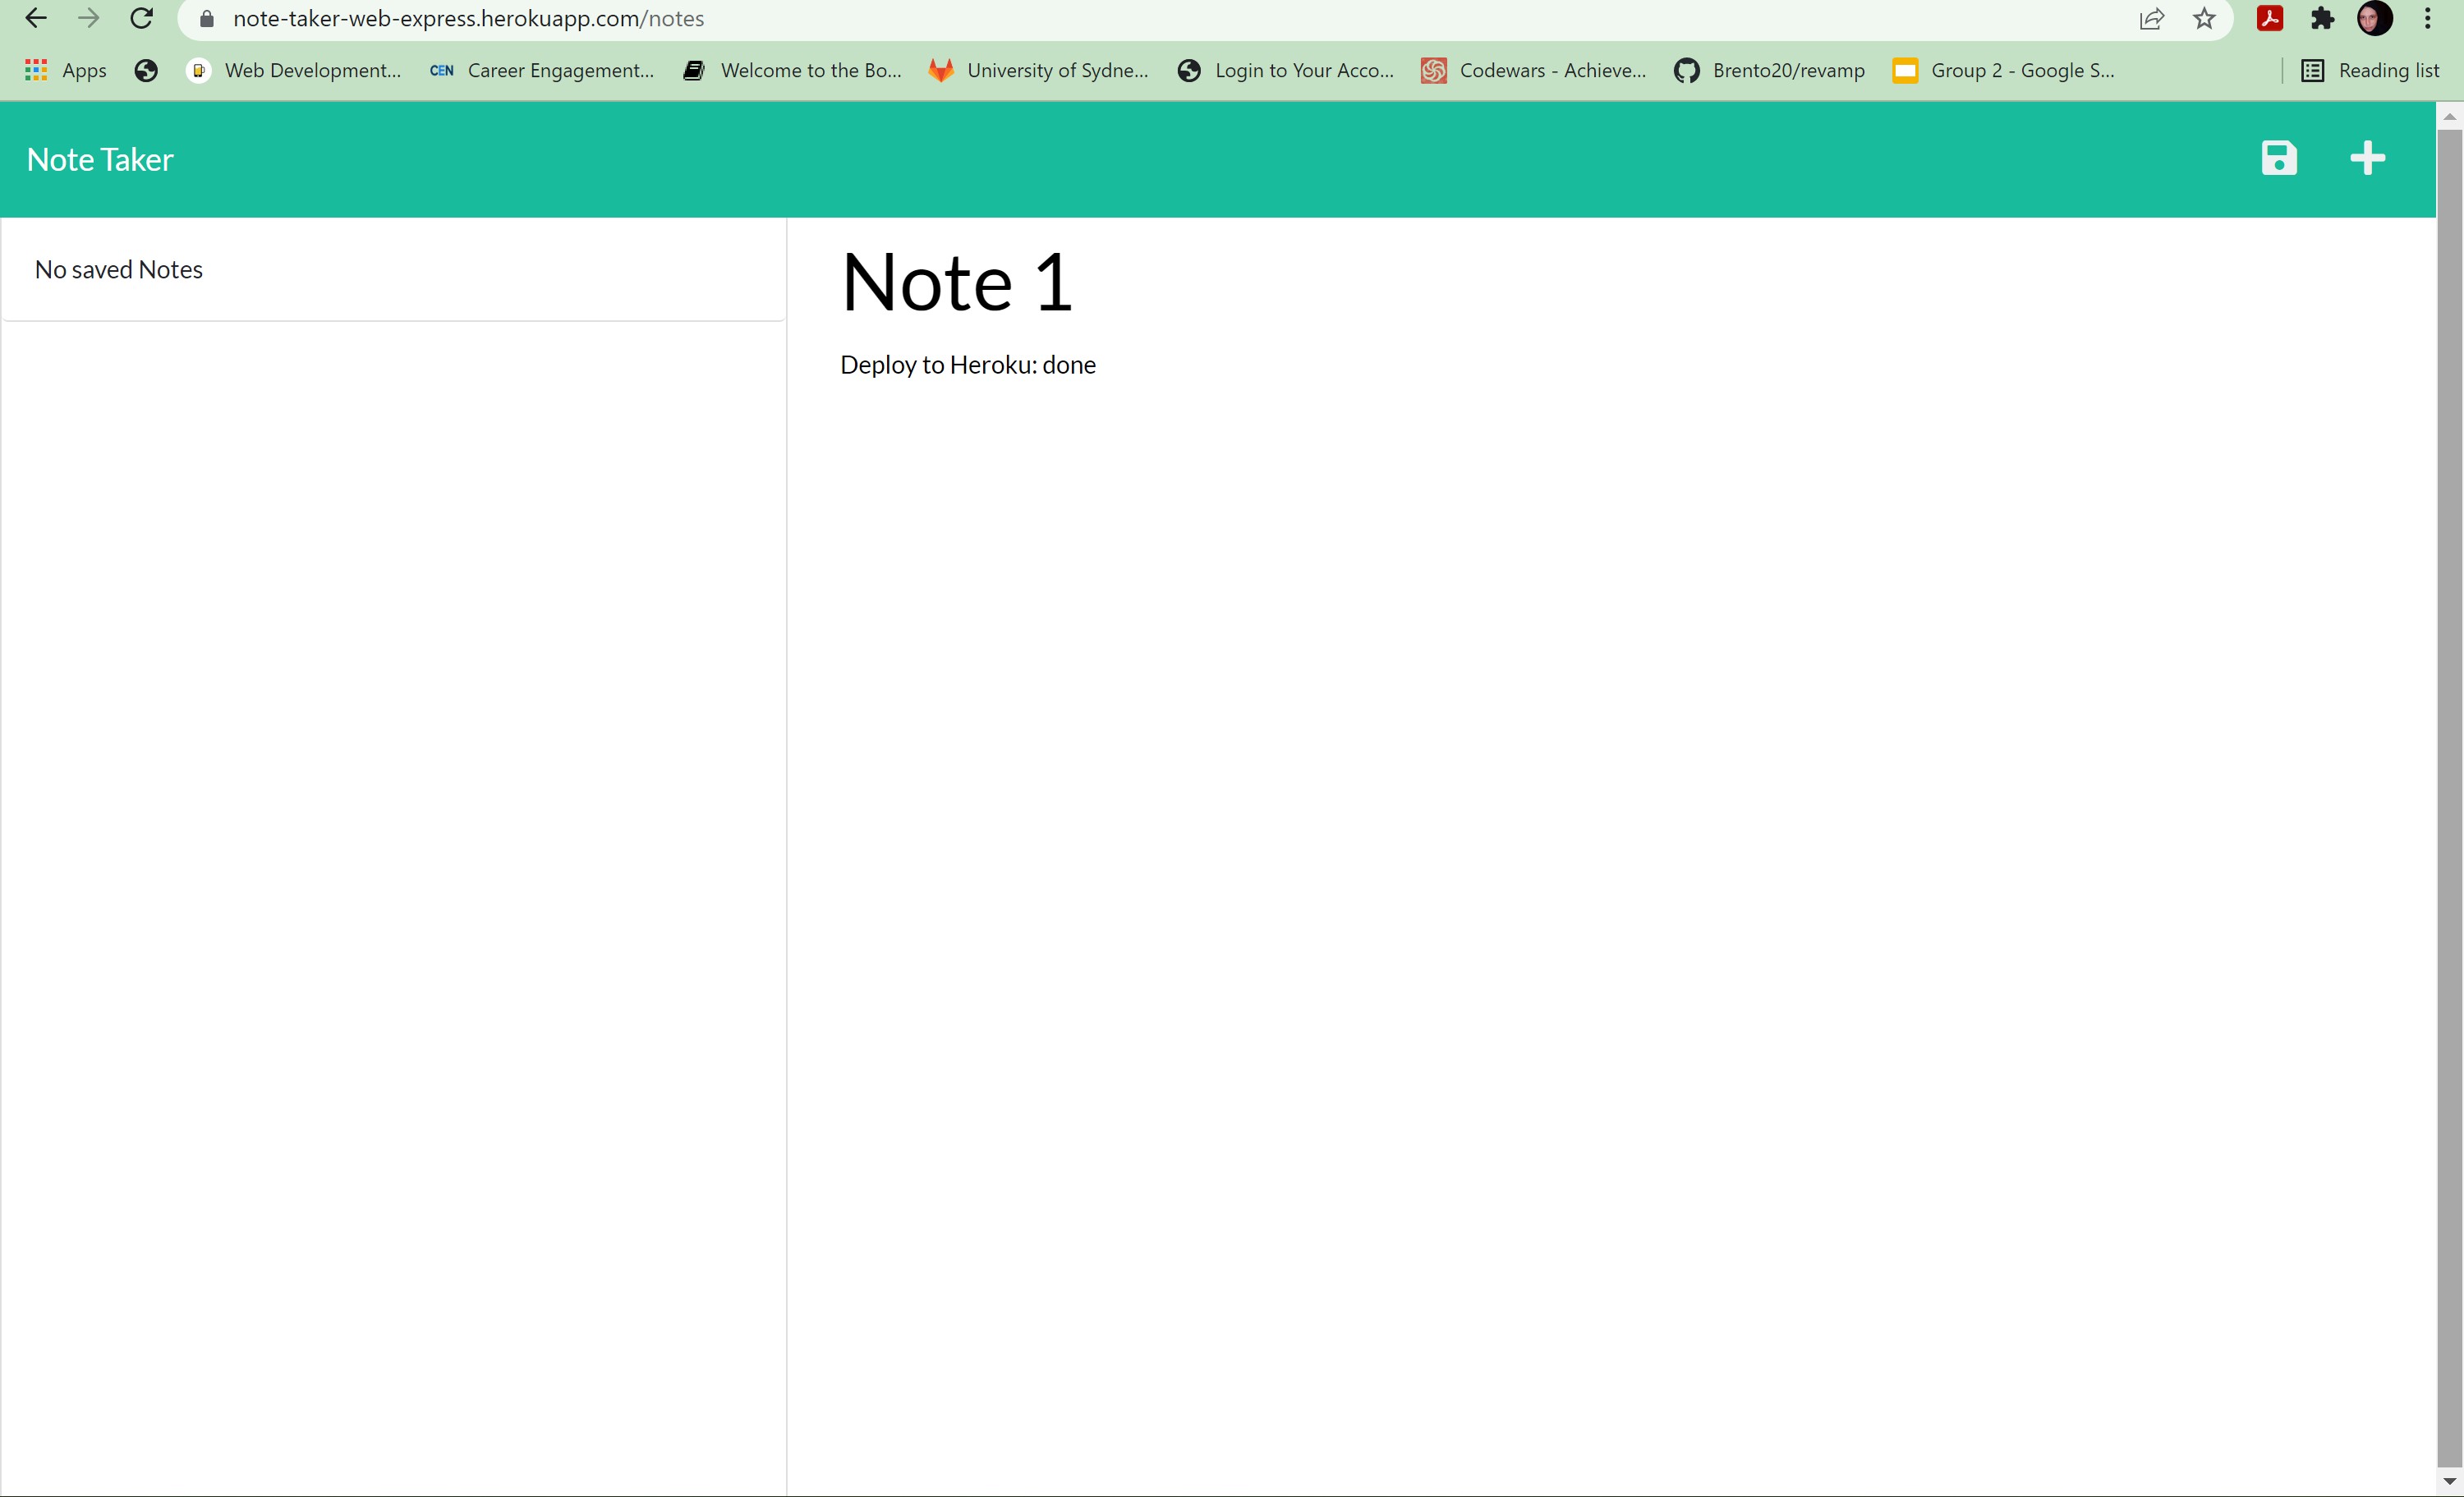 note-taker-web-express.herokuapp.com/notes
Apps Web Development... CEN Career Engagement... Welcome to the Bo... University of Sydne... Login to Your Acco... Codewars - Achieve... Brento20/revamp Group 2 - Google S... Reading list
Note Taker
No saved Notes
Note 1
Deploy to Heroku: done